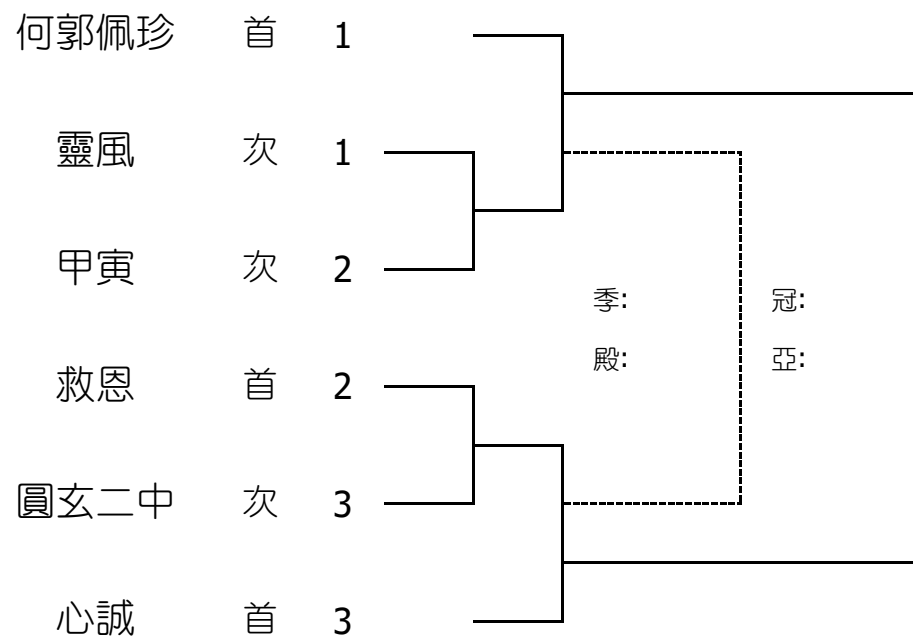 何郭佩珍 首 1
靈風 次 1
甲寅 次 2
季: 冠:
殿: 亞:
救恩 首 2
圓玄二中 次 3
心誠 首 3